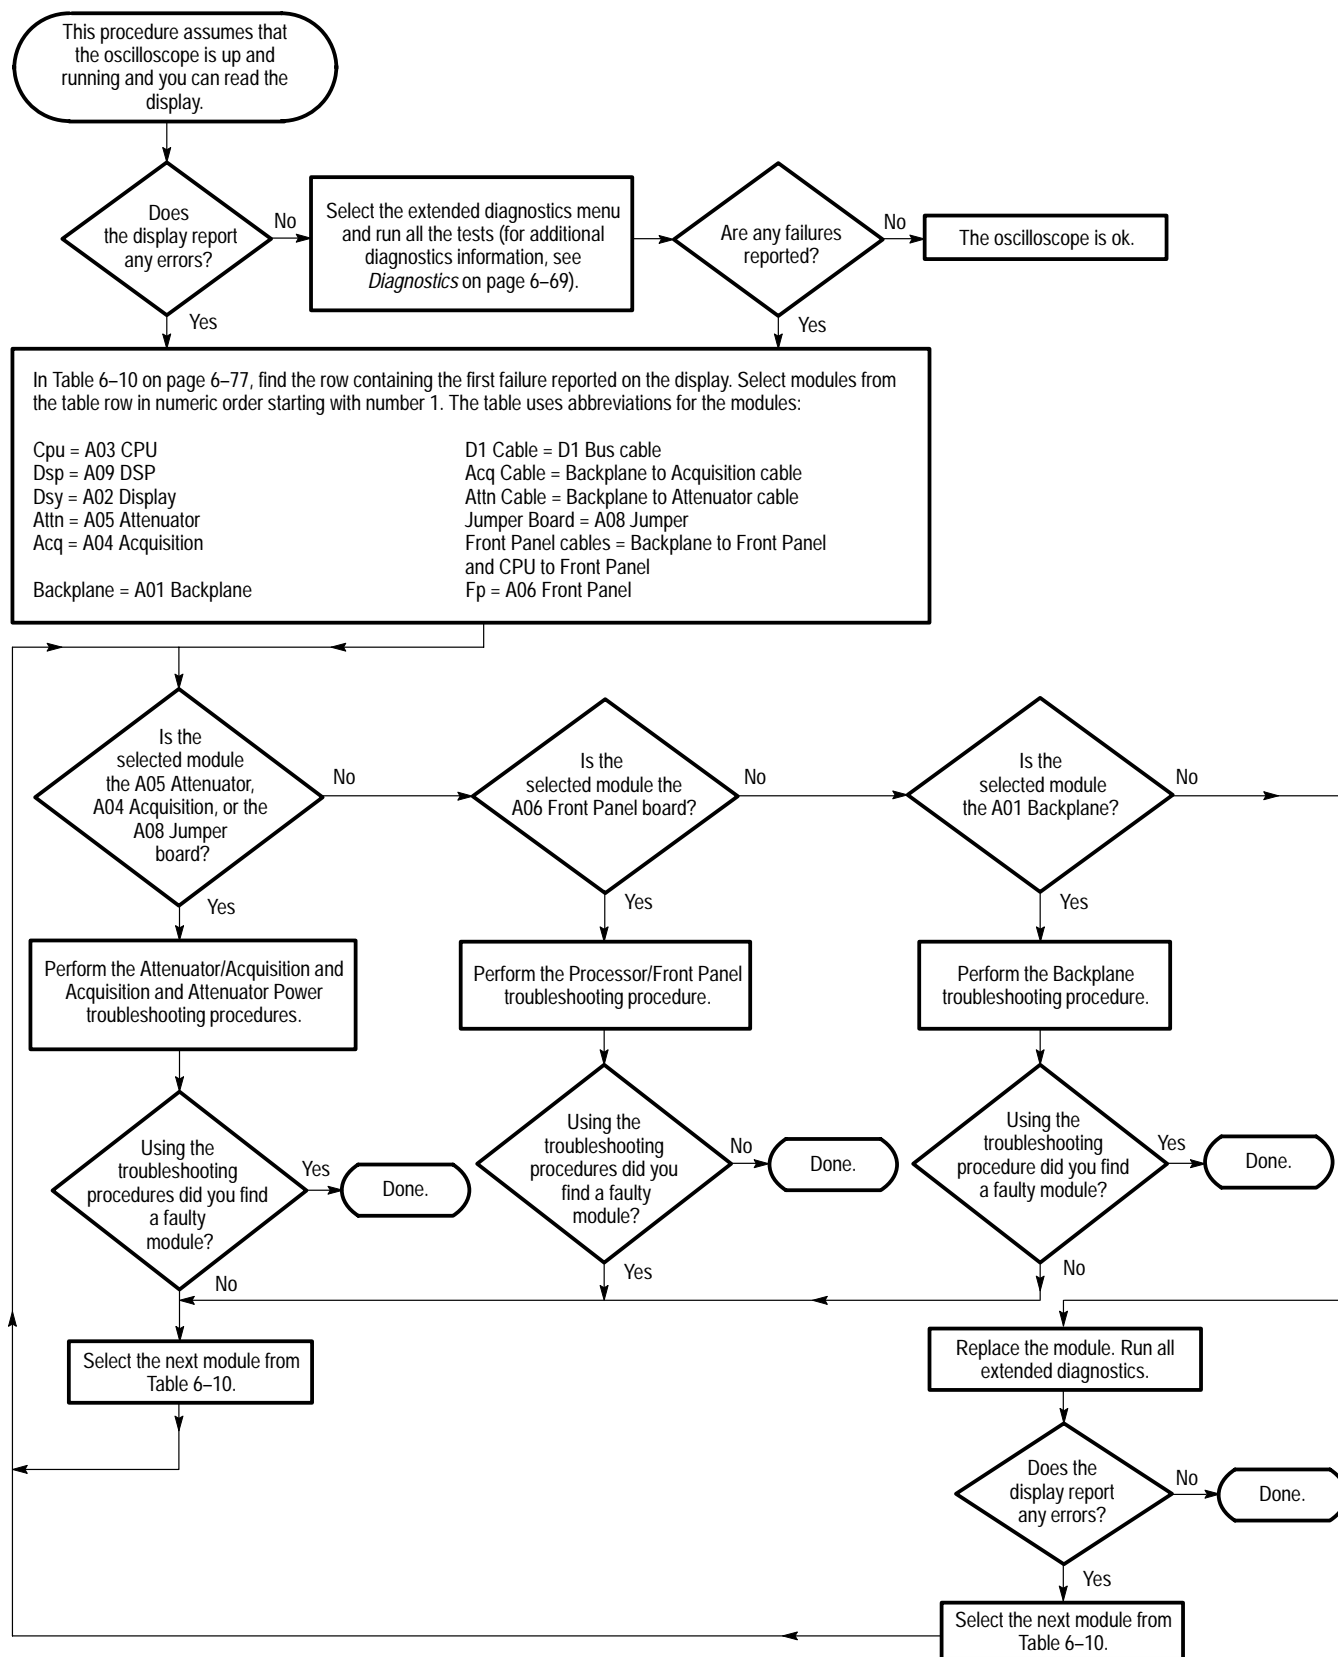 This procedure assumes that
the oscilloscope is up and
running and you can read the
display.
Does
the display report
any errors?
No
Select the extended diagnostics menu
and run all the tests (for additional
diagnostics information, see
Diagnostics on page 6–69).
Are any failures
reported?
No
The oscilloscope is ok.
Yes
Yes
In Table 6–10 on page 6–77, find the row containing the first failure reported on the display. Select modules from
the table row in numeric order starting with number 1. The table uses abbreviations for the modules:
Cpu = A03 CPU
Dsp = A09 DSP
Dsy = A02 Display
Attn = A05 Attenuator
Acq = A04 Acquisition
Backplane = A01 Backplane
D1 Cable = D1 Bus cable
Acq Cable = Backplane to Acquisition cable
Attn Cable = Backplane to Attenuator cable
Jumper Board = A08 Jumper
Front Panel cables = Backplane to Front Panel
and CPU to Front Panel
Fp = A06 Front Panel
Is the
selected module
the A05 Attenuator,
A04 Acquisition, or the
A08 Jumper
board?
No
Is the
selected module the
A06 Front Panel board?
No
Is the
selected module
the A01 Backplane?
No
Yes
Yes
Yes
Perform the Attenuator/Acquisition and
Acquisition and Attenuator Power
troubleshooting procedures.
Perform the Processor/Front Panel
troubleshooting procedure.
Perform the Backplane
troubleshooting procedure.
Using the
troubleshooting
procedures did you find
a faulty
module?
Yes
Done.
Using the
troubleshooting
procedures did you
find a faulty
module?
No
Done.
Using the
troubleshooting
procedure did you find
a faulty module?
Yes
Done.
No
Yes
No
Select the next module from
Table 6–10.
Replace the module. Run all
extended diagnostics.
Does the
display report
any errors?
No
Done.
Yes
Select the next module from
Table 6–10.